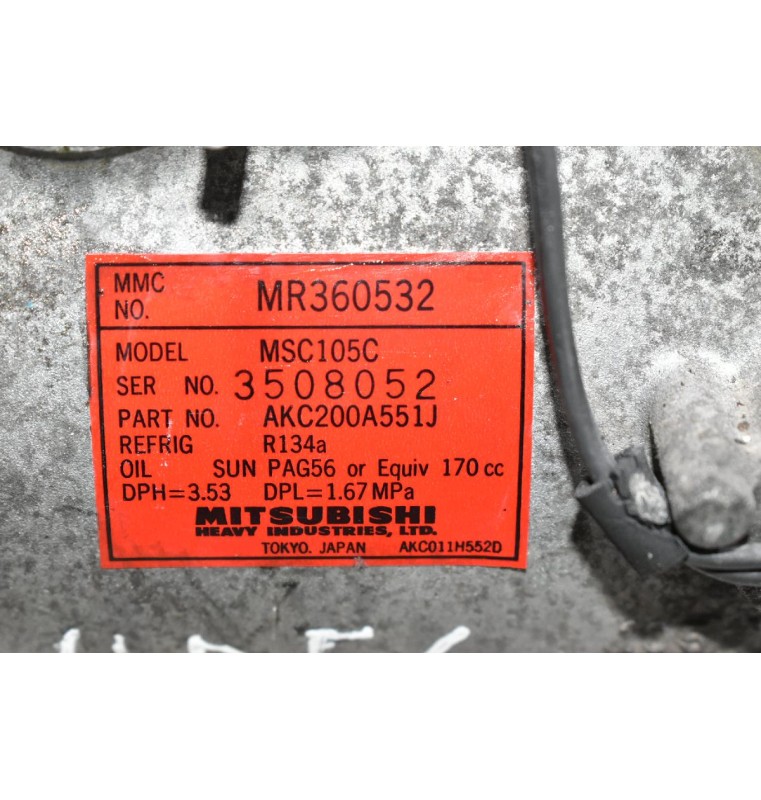 MMC NO. MR360532
MODEL MSC105C
SER NO. 3508052
PART NO. AKC200A551J
REFRIG R134a
OIL SUN PAG56 or Equiv 170 cc
DPH=3.53 DPL=1.67 MPa
MITSUBISHI
HEAVY INDUSTRIES, LTD.
TOKYO. JAPAN AKC011H552D